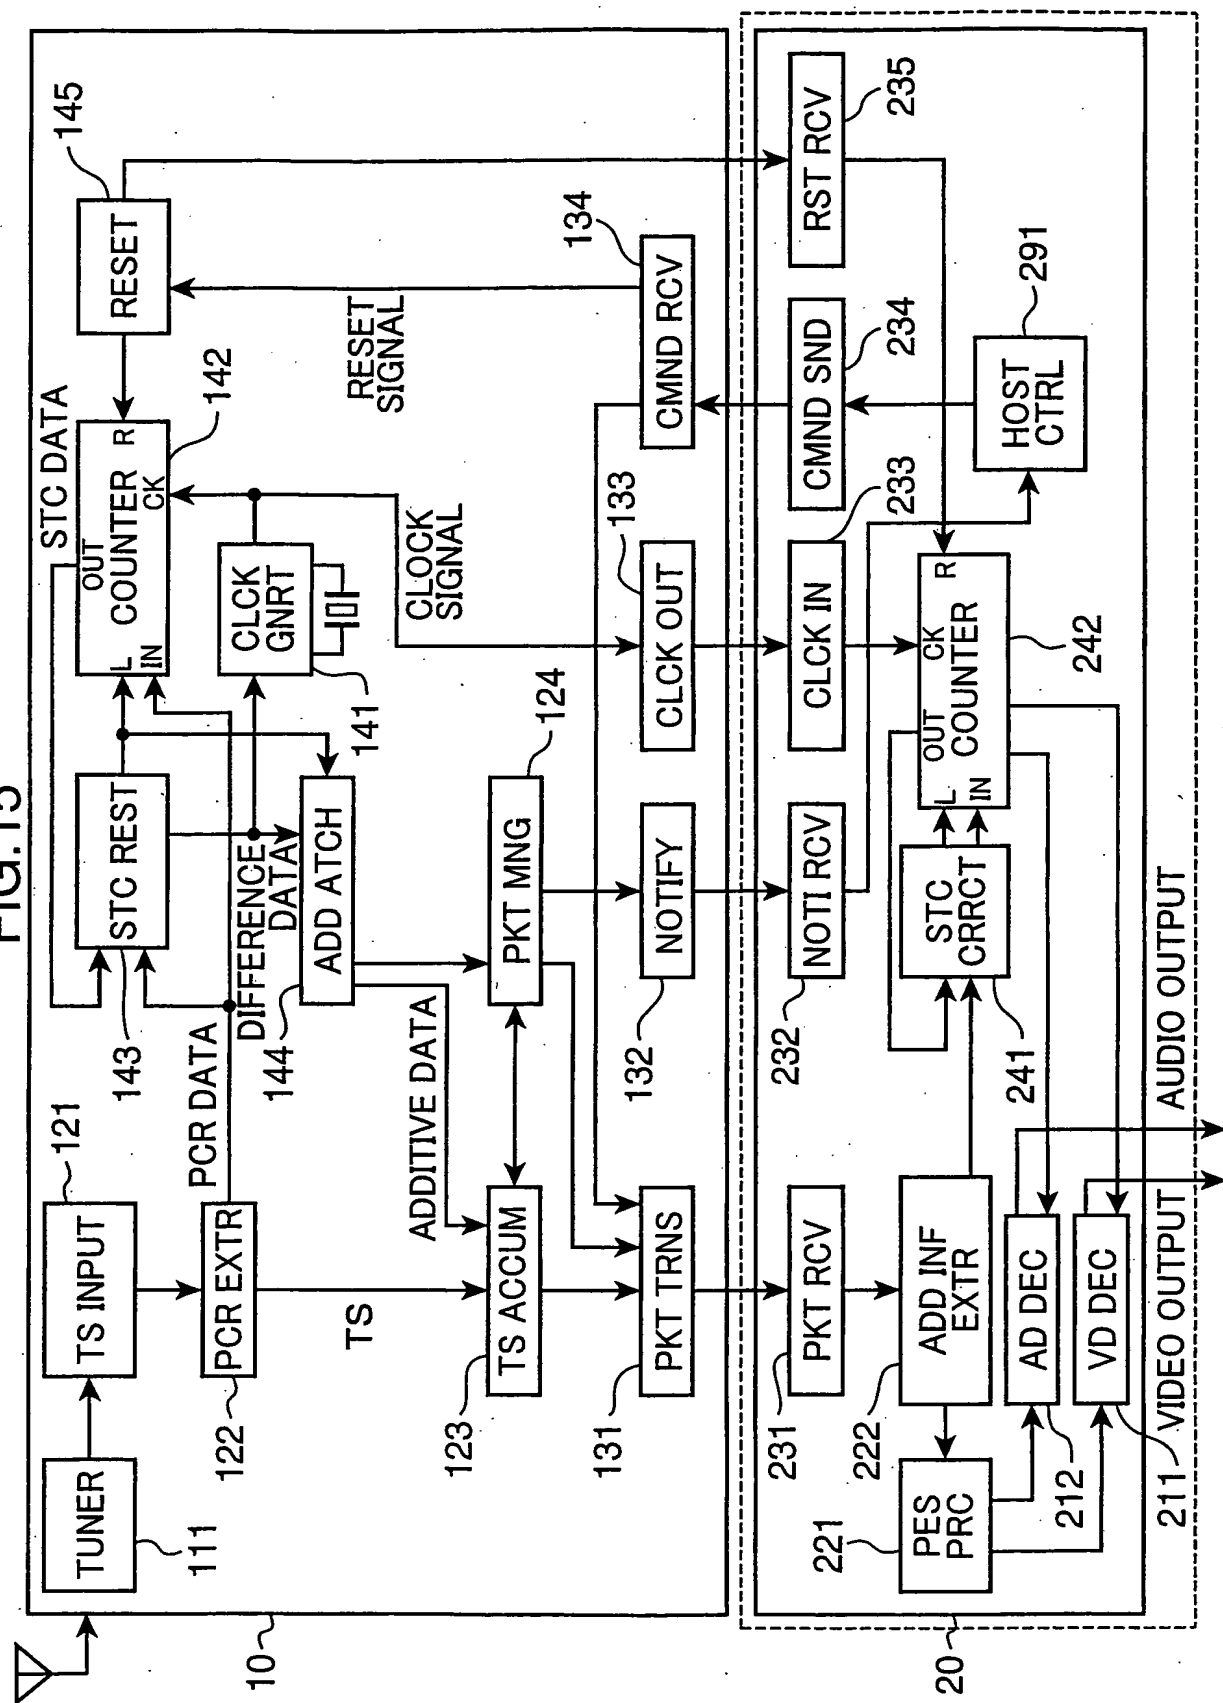 FIG.15
TUNER
111
TS INPUT
121
PCR EXTR
122
PCR DATA
TS
STC REST
143
STC DATA
OUT
COUNTER
L
IN
R
CK
142
RESET
145
CLCK
GNRT
141
DIFFERENCE
DATA
ADD ATCH
144
ADDITIVE DATA
CLOCK
SIGNAL
RESET
SIGNAL
TS ACCUM
123
PKT MNG
124
PKT TRNS
131
NOTIFY
132
CLCK OUT
133
CMND RCV
134
10
PKT RCV
231
NOTI RCV
232
CLCK IN
233
CMND SND
234
RST RCV
235
ADD INF
EXTR
222
PES
PRC
221
STC
CRRCT
241
OUT
CK
R
L
IN
COUNTER
242
HOST
CTRL
291
AD DEC
212
VD DEC
211
VIDEO OUTPUT
AUDIO OUTPUT
20